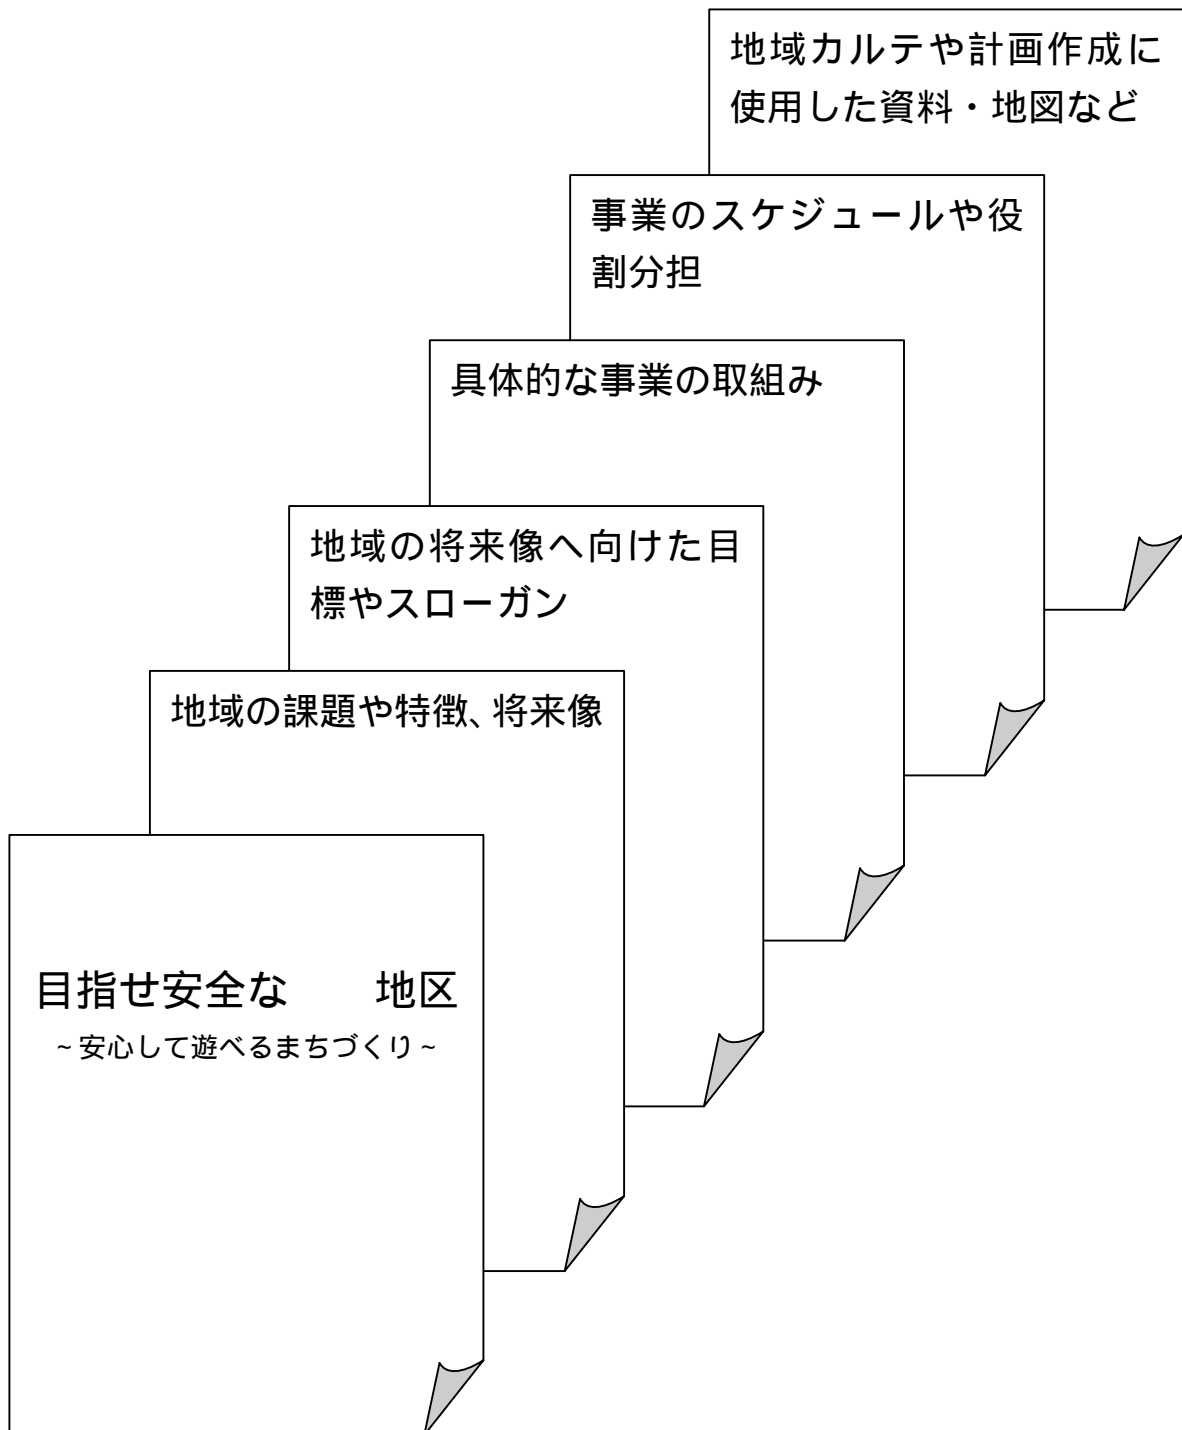 地域カルテや計画作成に
使用した資料・地図など
事業のスケジュールや役
割分担
具体的な事業の取組み
地域の将来像へ向けた目
標やスローガン
地域の課題や特徴、将来像
目指せ安全な　　地区
~安心して遊べるまちづくり~